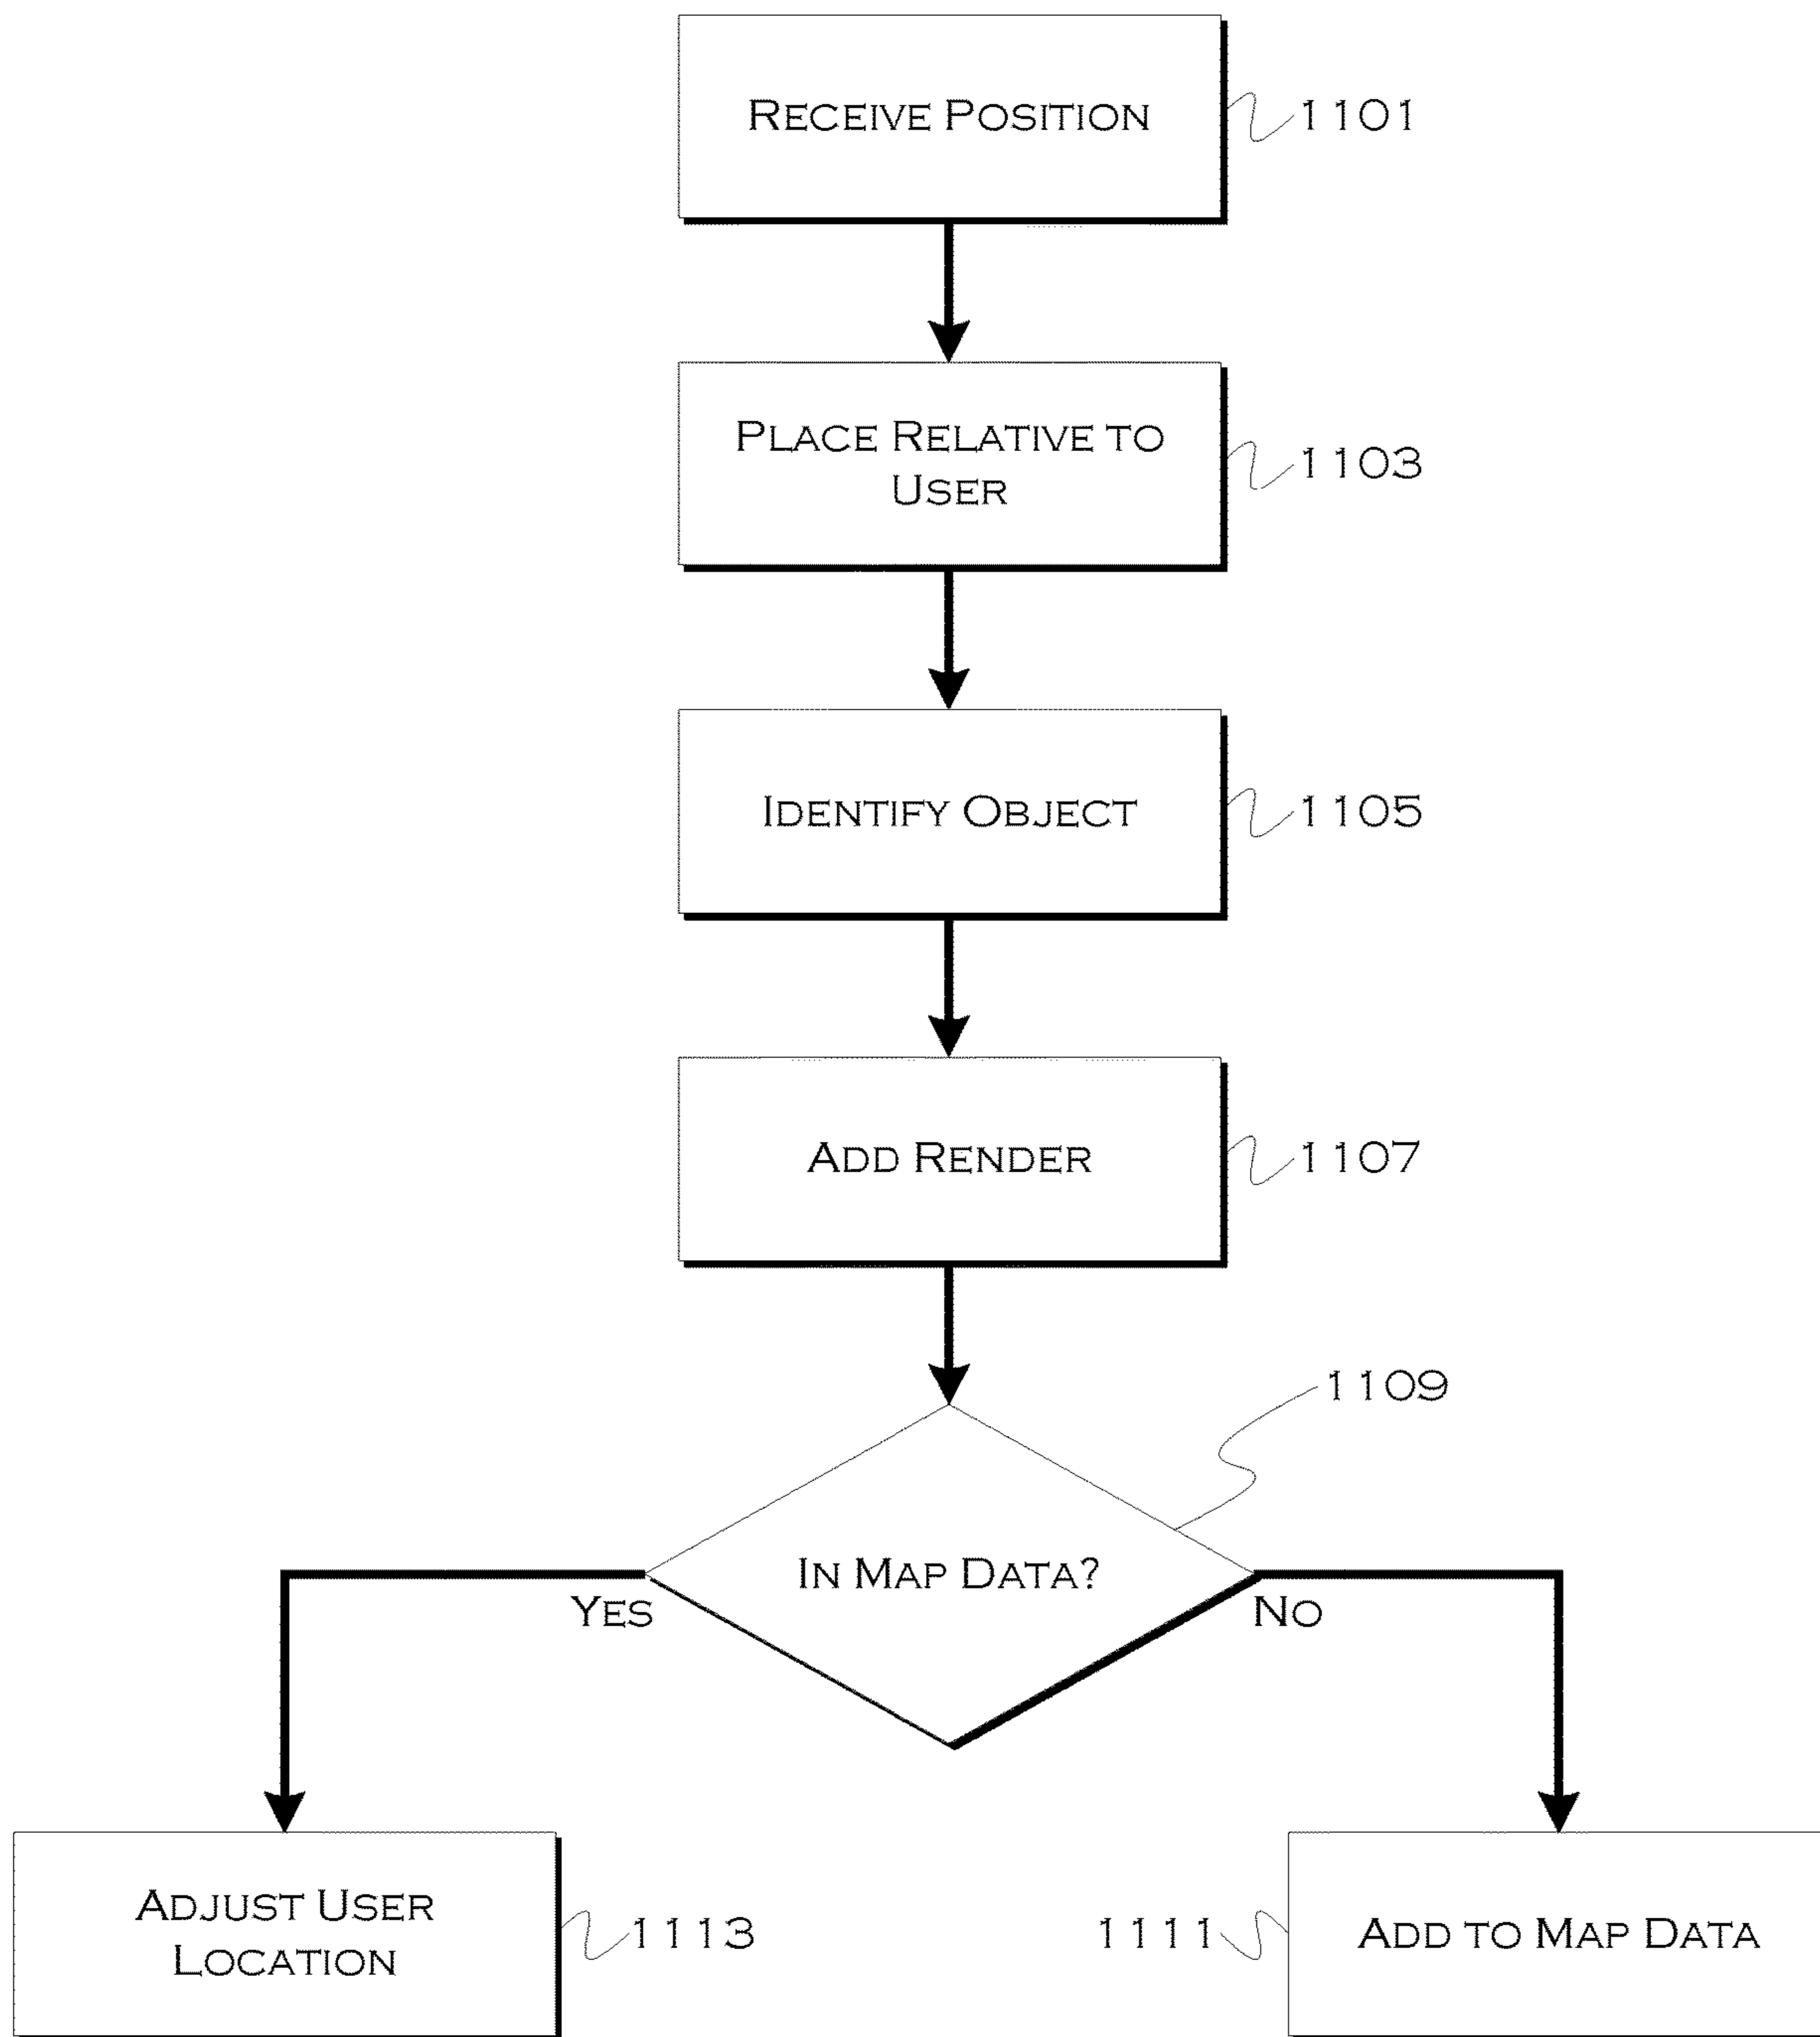 Receive Position
1101
Place Relative to
User
1103
Identify Object
1105
Add Render
1107
1109
In Map Data?
Yes
No
Adjust User
Location
1113
1111
Add to Map Data